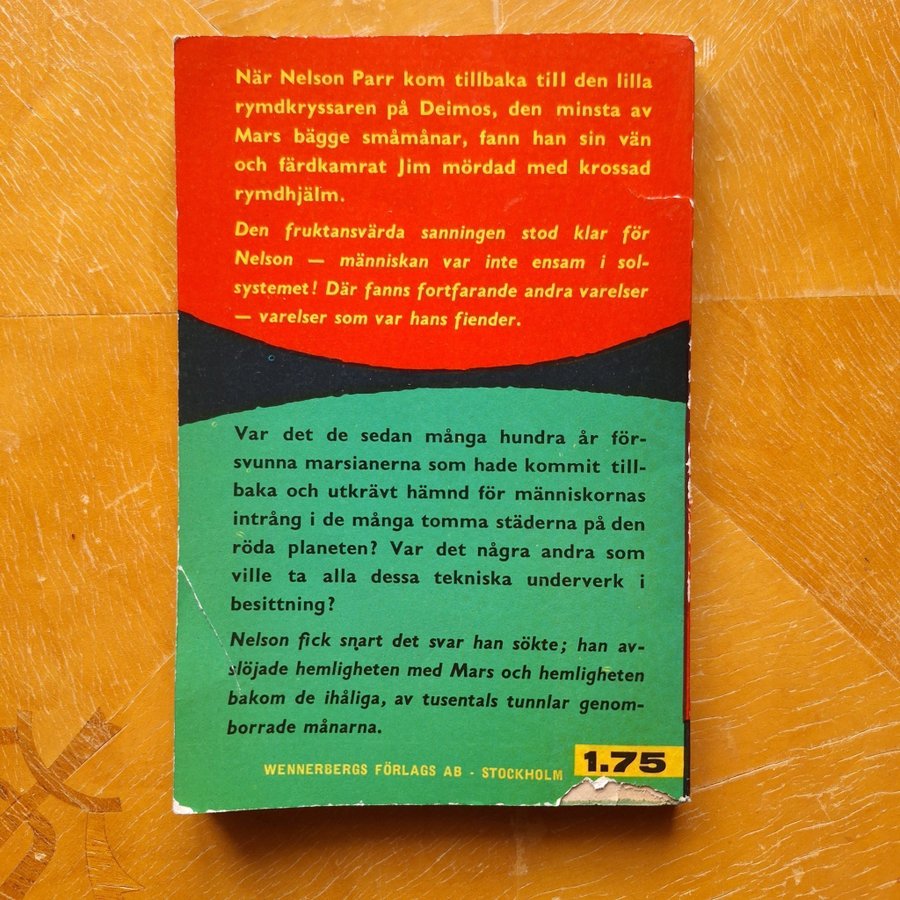 När Nelson Parr kom tillbaka till den lilla
rymdkryssaren på Deimos, den minsta av
Mars bägge småmånar, fann han sin vän
och färdkamrat Jim mördad med krossad
rymdhjälm.
Den fruktansvärda sanningen stod klar för
Nelson — människan var inte ensam i sol-
systemet! Där fanns fortfarande andra varelser
— varelser som var hans fiender.
Var det de sedan många hundra år för-
svunna marsianerna som hade kommit till-
baka och utkrävt hämnd för människornas
intrång i de många tomma städerna på den
röda planeten? Var det några andra som
ville ta alla dessa tekniska underverk i
besittning?
Nelson fick snart det svar han sökte; han av-
slöjade hemligheten med Mars och hemligheten
bakom de ihåliga, av tusentals tunnlar genom-
borrade månarna.
WENNERBERGS FÖRLAGS AB - STOCKHOLM 1.75